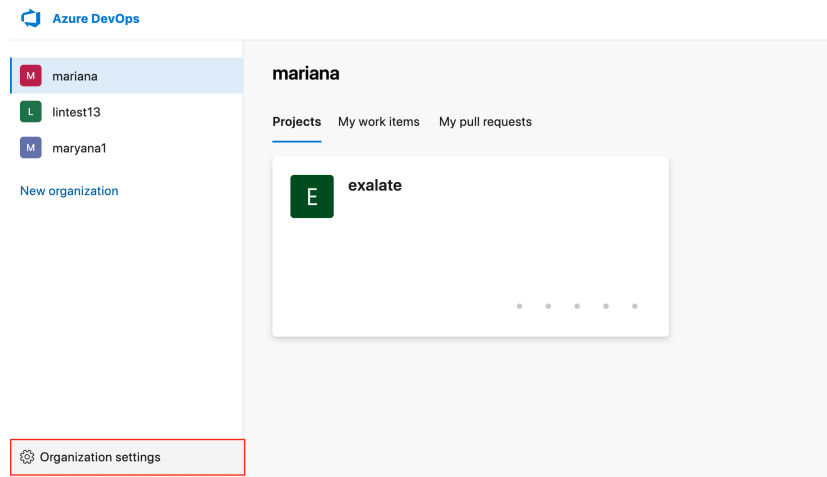 Azure DevOps
M mariana
L lintest13
M maryana1
New organization
Organization settings
mariana
Projects My work items My pull requests
E exalate